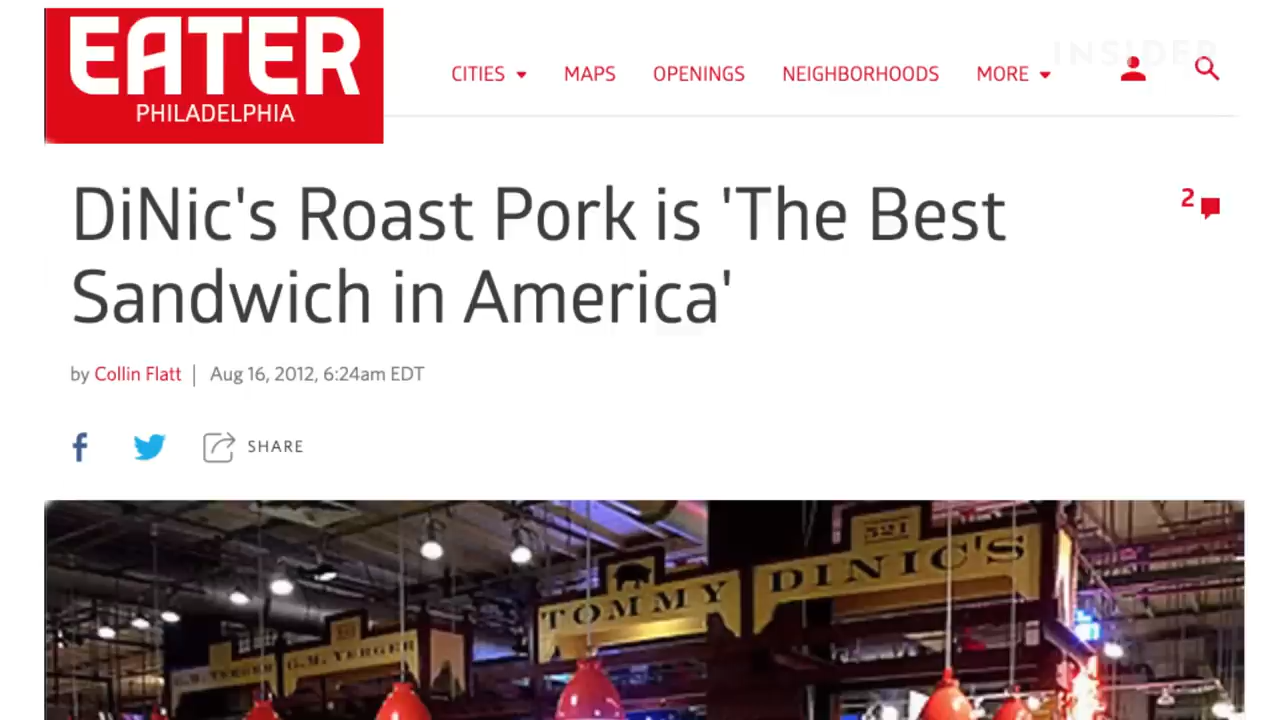 EATER
PHILADELPHIA
CITIES MAPS OPENINGS NEIGHBORHOODS MORE
INSIDER
DiNic's Roast Pork is 'The Best
Sandwich in America'
2
by Collin Flatt | Aug 16, 2012, 6:24am EDT
SHARE
521
TOMMY DINIC'S